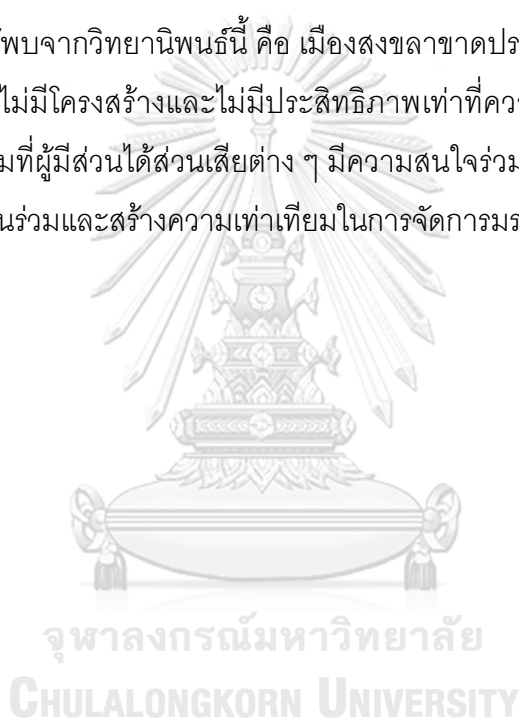 พบจากวิทยานิพนธ์นี้ คือ เมืองสงขลาขาดปร
ไม่มีโครงสร้างและไม่มีประสิทธิภาพเท่าที่ควร
มที่ผู้มีส่วนได้ส่วนเสียต่าง ๆ มีความสนใจร่วม
นร่วมและสร้างความเท่าเทียมในการจัดการมร
จุฬาลงกรณ์มหาวิทยาลัย
CHULALONGKORN UNIVERSITY